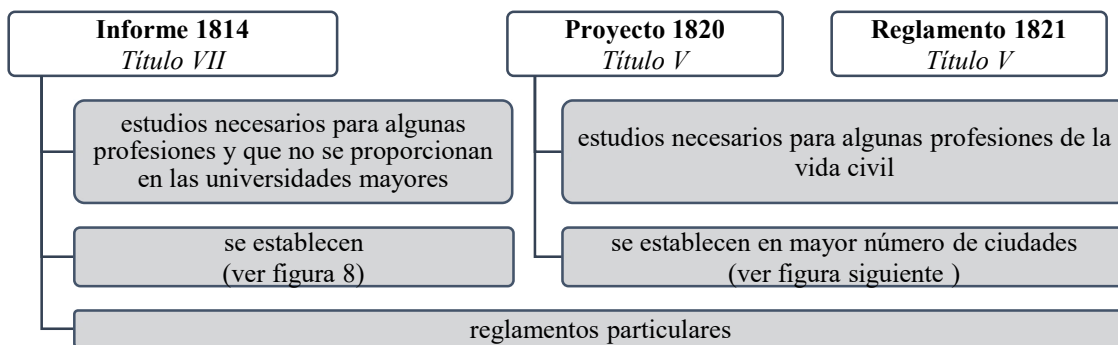 Informe 1814
Título VII
Proyecto 1820
Título V
Reglamento 1821
Título V
estudios necesarios para algunas
profesiones y que no se proporcionan
en las universidades mayores
estudios necesarios para algunas profesiones de la
vida civil
se establecen
(ver figura 8)
se establecen en mayor número de ciudades
(ver figura siguiente )
reglamentos particulares